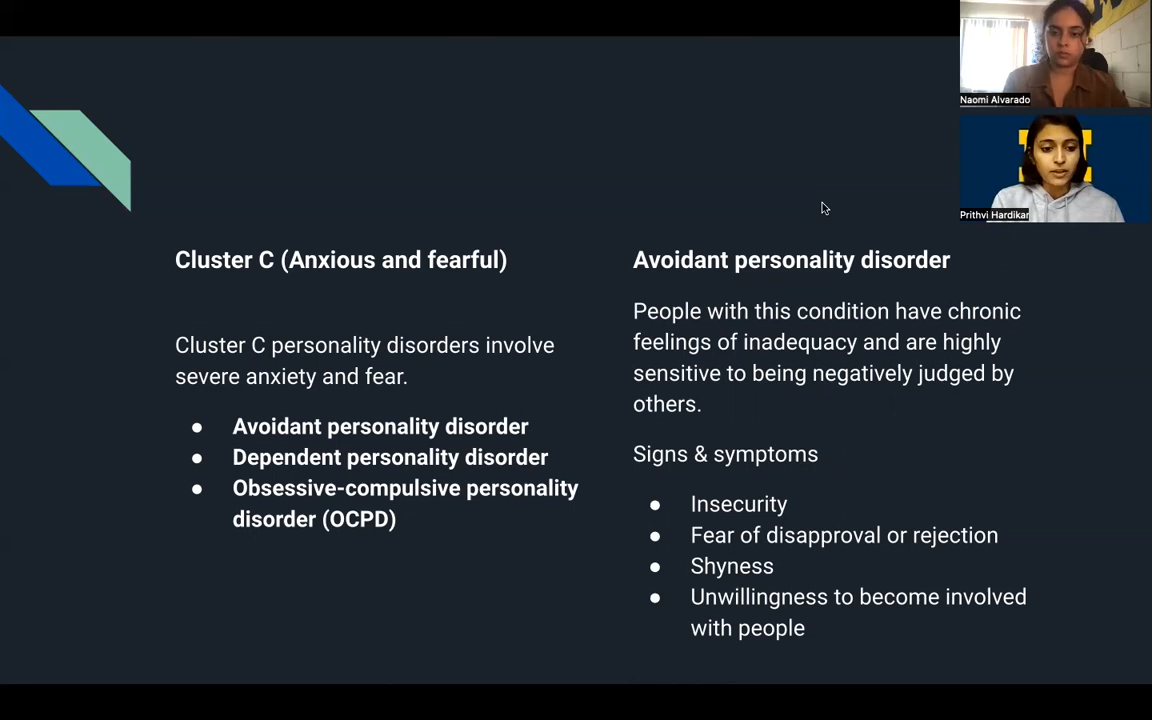 Naomi Alvarado
Prithvi Hardikar
Cluster C (Anxious and fearful)
Cluster C personality disorders involve
severe anxiety and fear.
● Avoidant personality disorder
● Dependent personality disorder
● Obsessive-compulsive personality
disorder (OCPD)
Avoidant personality disorder
People with this condition have chronic
feelings of inadequacy and are highly
sensitive to being negatively judged by
others.
Signs & symptoms
● Insecurity
● Fear of disapproval or rejection
● Shyness
● Unwillingness to become involved
with people